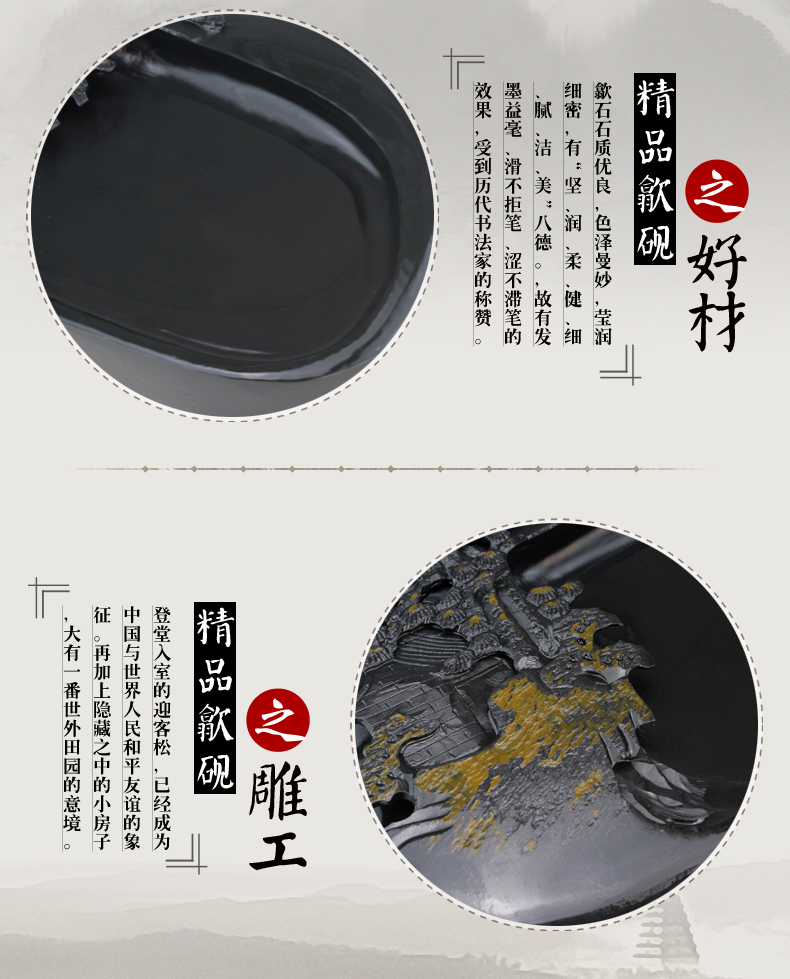 之好材
精品歙砚
歙石石质优良，色泽曼妙，莹润
细密，有“坚、润、柔、健、细
、腻、洁、美”八德。，故有发
墨益毫、滑不拒笔、涩不滞笔的
效果，受到历代书法家的称赞。
之雕工
精品歙砚
登堂入室的迎客松，已经成为
中国与世界人民和平友谊的象
征。再加上隐藏之中的小房子
，大有一番世外田园的意境。